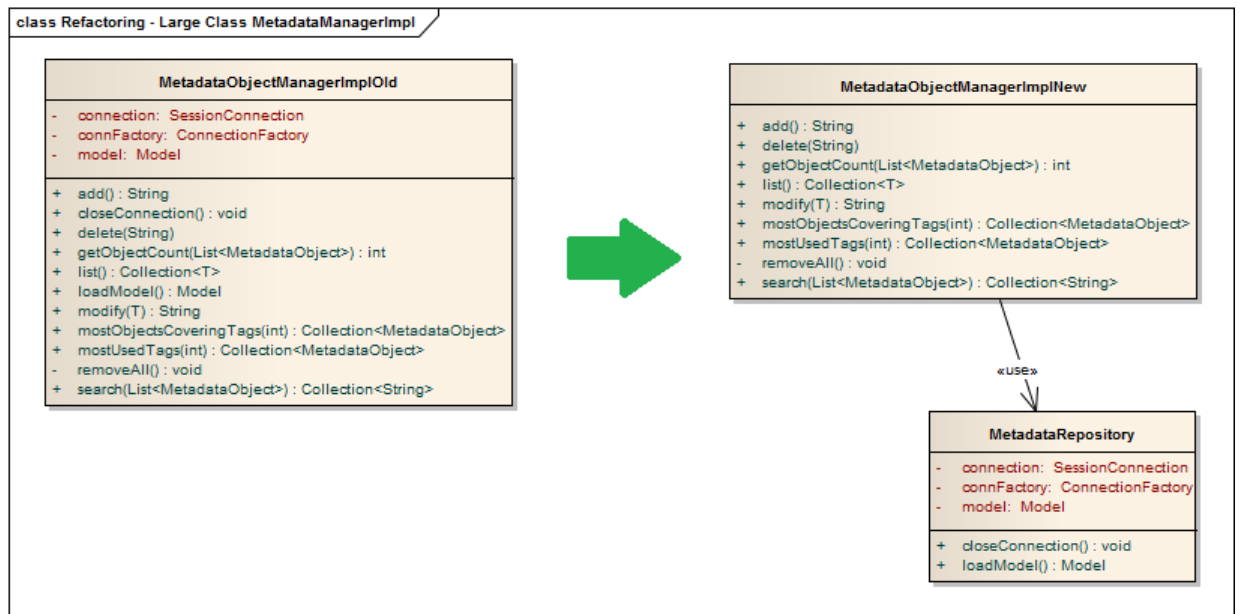 class Refactoring - Large Class MetadataManagerImpl
MetadataObjectManagerImplOld
- connection: SessionConnection
- connFactory: ConnectionFactory
- model: Model
+ add() : String
+ closeConnection() : void
+ delete(String)
+ getObjectCount(List<MetadataObject>) : int
+ list() : Collection<T>
+ loadModel() : Model
+ modify(T) : String
+ mostObjectsCoveringTags(int) : Collection<MetadataObject>
+ mostUsedTags(int) : Collection<MetadataObject>
- removeAll() : void
+ search(List<MetadataObject>) : Collection<String>
MetadataObjectManagerImplNew
+ add() : String
+ delete(String)
+ getObjectCount(List<MetadataObject>) : int
+ list() : Collection<T>
+ modify(T) : String
+ mostObjectsCoveringTags(int) : Collection<MetadataObject>
+ mostUsedTags(int) : Collection<MetadataObject>
- removeAll() : void
+ search(List<MetadataObject>) : Collection<String>
«use»
MetadataRepository
- connection: SessionConnection
- connFactory: ConnectionFactory
- model: Model
+ closeConnection() : void
+ loadModel() : Model